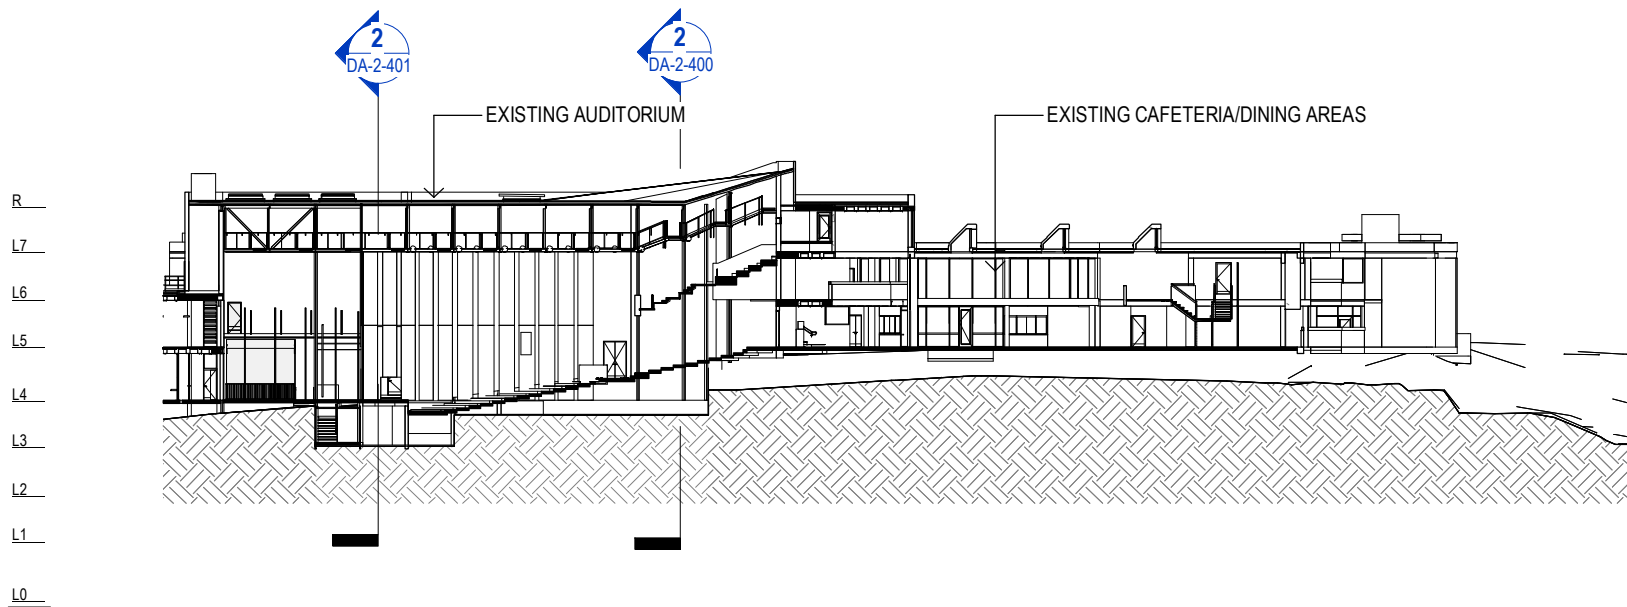 2
DA-2-401
2
DA-2-400
EXISTING AUDITORIUM
EXISTING CAFETERIA/DINING AREAS
R
L7
L6
L5
L4
L3
L2
L1
L0